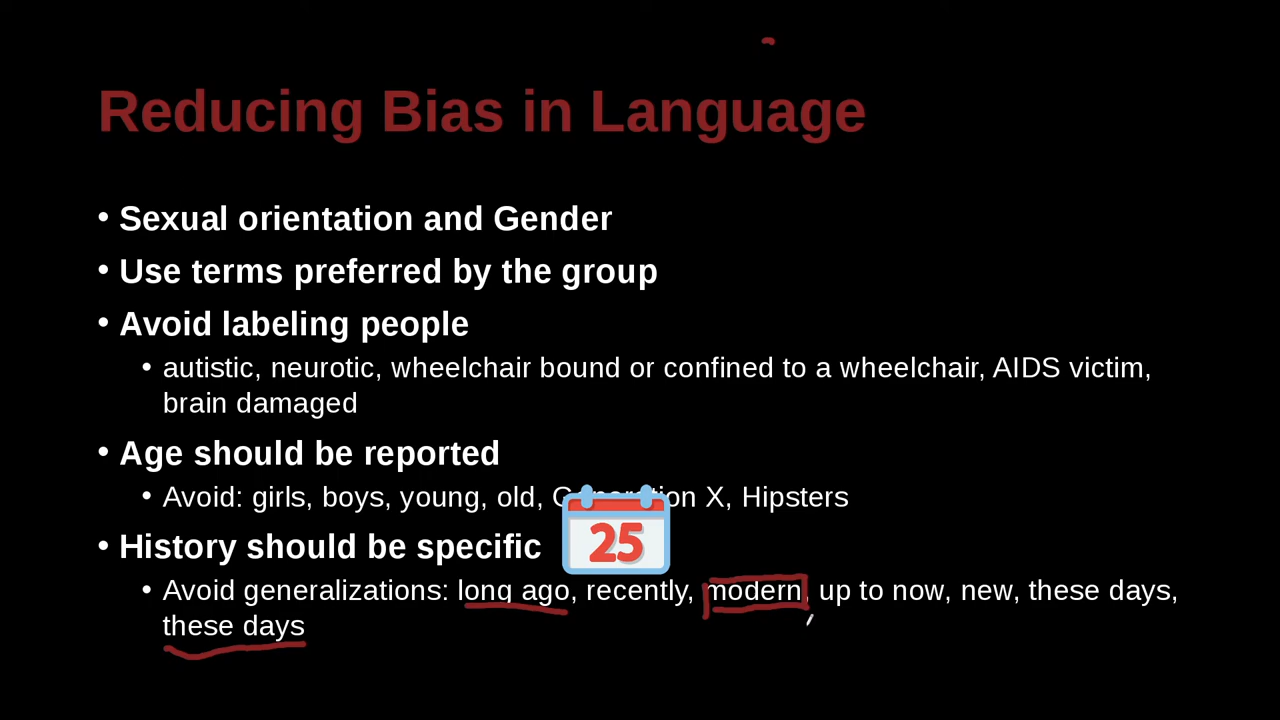 Reducing Bias in Language
• Sexual orientation and Gender
• Use terms preferred by the group
• Avoid labeling people
• autistic, neurotic, wheelchair bound or confined to a wheelchair, AIDS victim,
brain damaged
• Age should be reported
• Avoid: girls, boys, young, old, Generation X, Hipsters
• History should be specific
25
• Avoid generalizations: long ago, recently, modern, up to now, new, these days,
these days